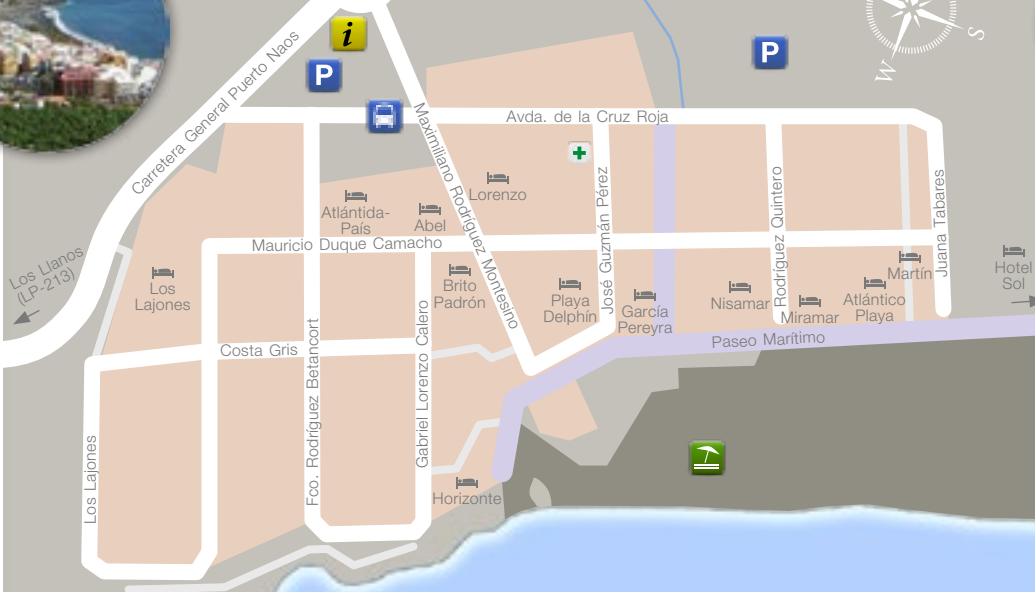 i
P
P
S
W
Carretera General Puerto Naos
Maximiliano Rodríguez Montesino
Avda. de la Cruz Roja
Lorenzo
Atlántida-
País
Abel
José Guzmán Pérez
Rodríguez Quintero
Juana Tabares
Mauricio Duque Camacho
Los Llanos
(LP-213)
Los
Lajones
Brito
Padrón
Playa
Delphín
García
Pereyra
Nisamar
Miramar
Atlántico
Playa
Martín
Hotel
Sol
Costa Gris
Paseo Marítimo
Fco. Rodríguez Betancort
Gabriel Lorenzo Calero
Los Lajones
Horizonte